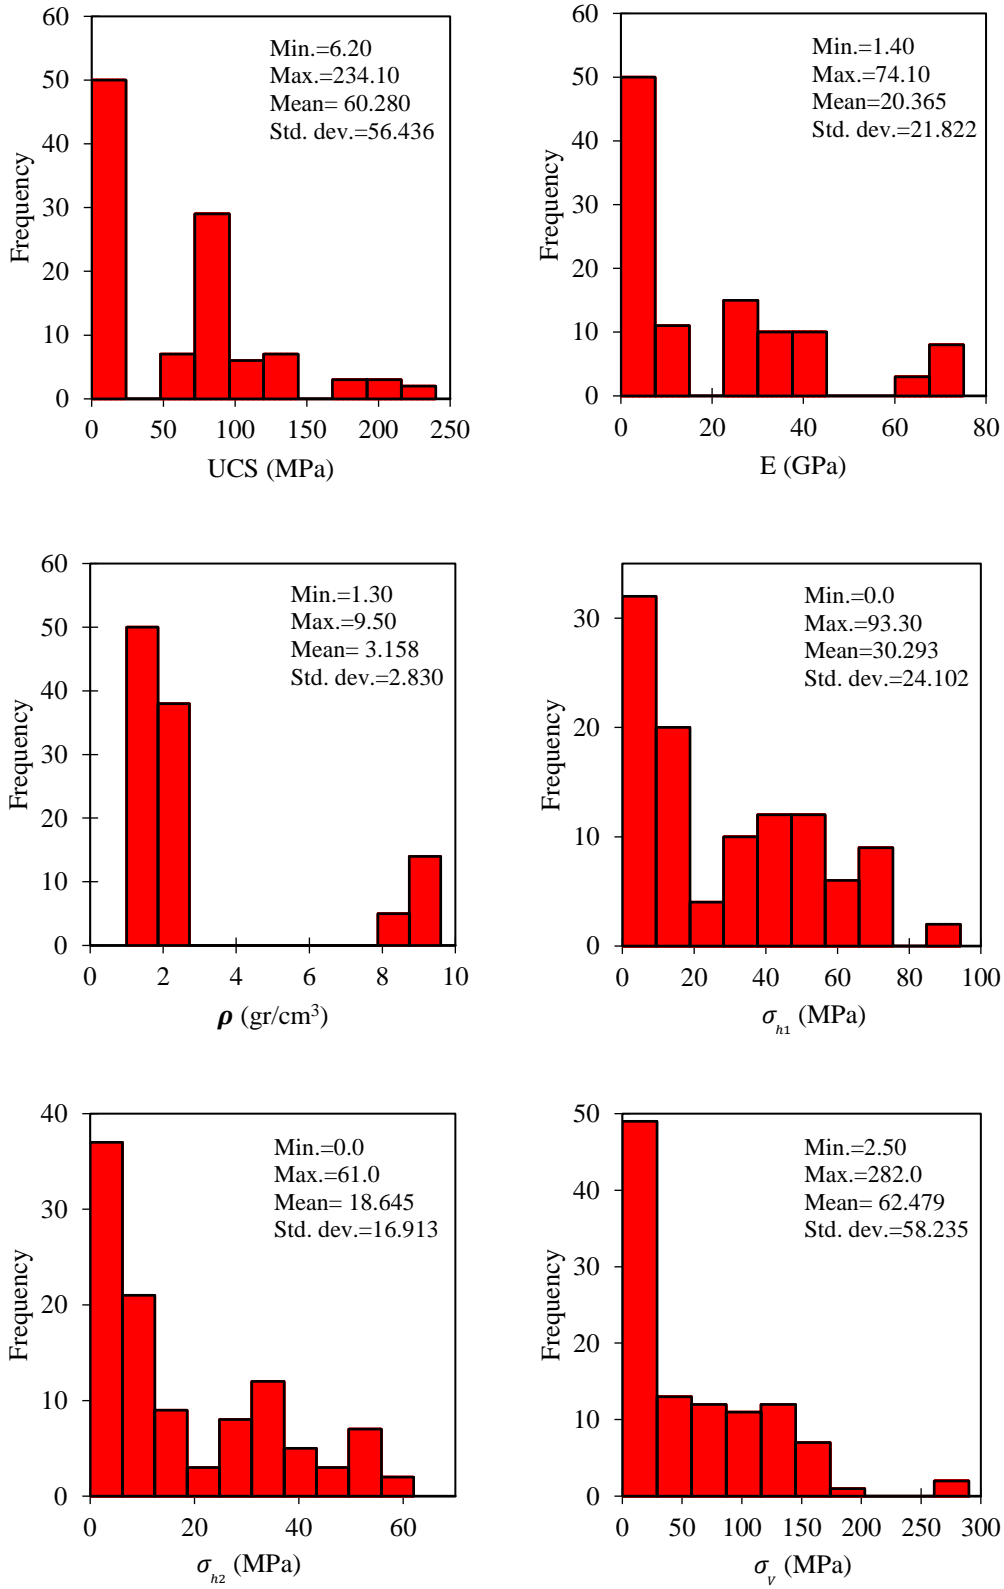 60
50
40
30
20
10
0
Frequency
Min.=6.20
Max.=234.10
Mean= 60.280
Std. dev.=56.436
0 50 100 150 200 250
UCS (MPa)
60
50
40
30
20
10
0
Frequency
Min.=1.40
Max.=74.10
Mean=20.365
Std. dev.=21.822
0 20 40 60 80
E (GPa)
60
50
40
30
20
10
0
Frequency
Min.=1.30
Max.=9.50
Mean= 3.158
Std. dev.=2.830
0 2 4 6 8 10
ρ (gr/cm³)
30
20
10
0
Frequency
Min.=0.0
Max.=93.30
Mean=30.293
Std. dev.=24.102
0 20 40 60 80 100
σh1 (MPa)
40
30
20
10
0
Frequency
Min.=0.0
Max.=61.0
Mean= 18.645
Std. dev.=16.913
0 20 40 60
σh2 (MPa)
50
40
30
20
10
0
Frequency
Min.=2.50
Max.=282.0
Mean= 62.479
Std. dev.=58.235
0 50 100 150 200 250 300
σV (MPa)